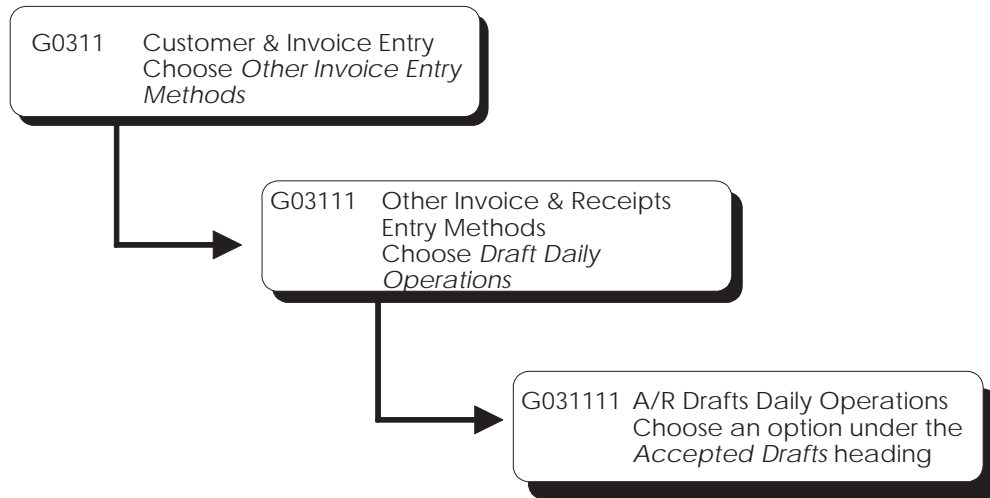 G0311 Customer & Invoice Entry
Choose Other Invoice Entry
Methods
G03111 Other Invoice & Receipts
Entry Methods
Choose Draft Daily
Operations
G031111 A/R Drafts Daily Operations
Choose an option under the
Accepted Drafts heading